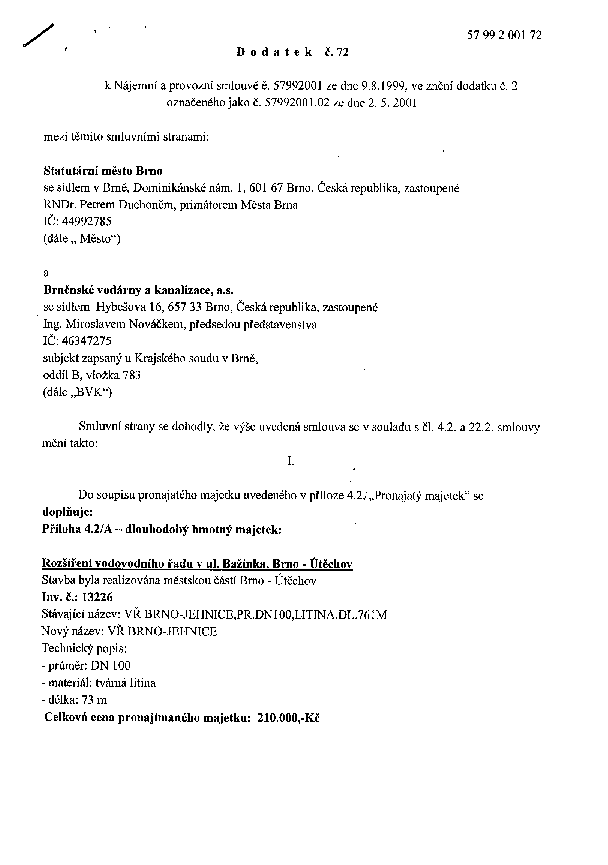 57 99 2 001 72
D o d a t e k č. 72
k Nájemní a provozní smlouvě č. 57992001 ze dne 9.8.1999, ve znění dodatku č. 2
označeného jako č. 57992001.02 ze dne 2. 5. 2001
mezi těmito smluvními stranami:
Statutární město Brno
se sídlem v Brně, Dominikánské nám. 1, 601 67 Brno, Česká republika, zastoupené
RNDr. Petrem Duchoněm, primátorem Města Brna
IČ: 44992785
(dále „ Město“)
a
Brněnské vodárny a kanalizace, a.s.
se sídlem Hybešova 16, 657 33 Brno, Česká republika, zastoupené
Ing. Miroslavem Nováčkem, předsedou představenstva
IČ: 46347275
subjekt zapsaný u Krajského soudu v Brně,
oddíl B, vložka 783
(dále „BVK“)
Smluvní strany se dohodly, že výše uvedená smlouva se v souladu s čl. 4.2. a 22.2. smlouvy
mění takto:
I.
Do soupisu pronajatého majetku uvedeného v příloze 4.2/„Pronajatý majetek“ se
doplňuje:
Příloha 4.2/A – dlouhodobý hmotný majetek:
Rozšíření vodovodního řadu v ul. Bažinka, Brno - Útěchov
Stavba byla realizována městskou částí Brno - Útěchov
Inv. č.: 13226
Stávající název: VŘ BRNO-JEHNICE,PR.DN100,LITINA,DL.761M
Nový název: VŘ BRNO-JEHNICE
Technický popis:
- průměr: DN 100
- materiál: tvárná litina
- délka: 73 m
Celková cena pronajímaného majetku: 210.000,-Kč